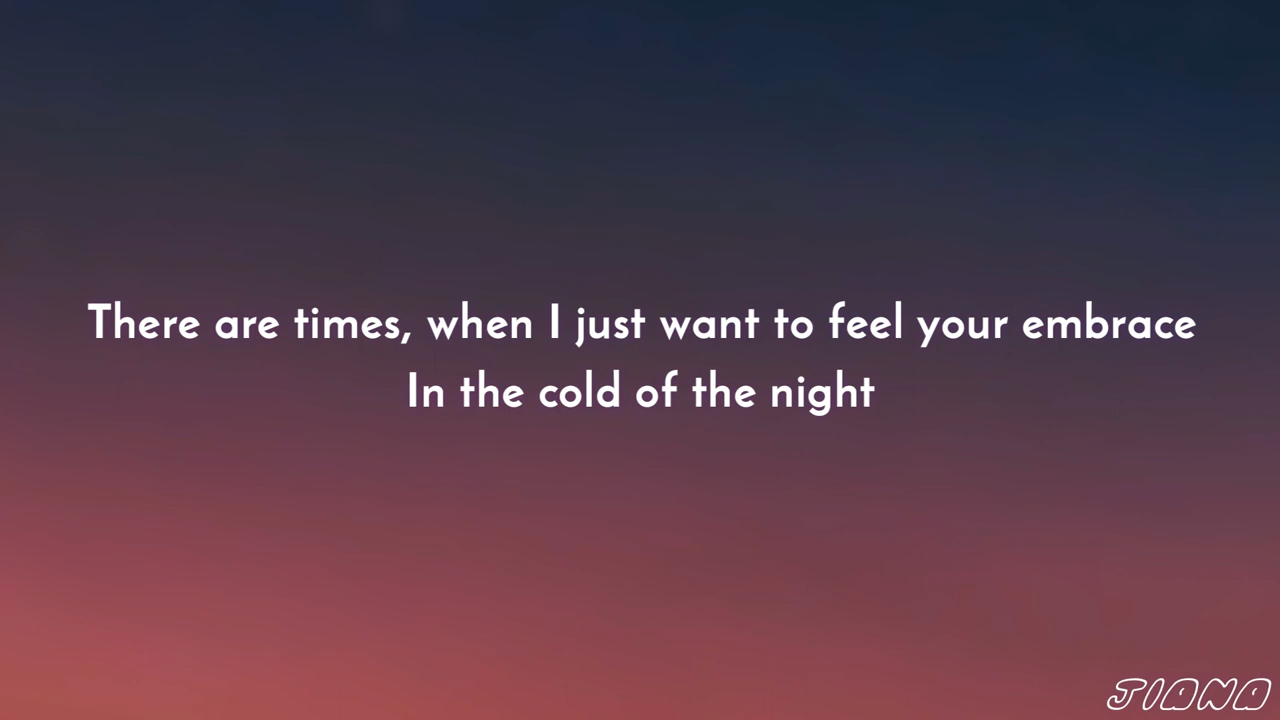 There are times, when I just want to feel your embrace
In the cold of the night
JIANA